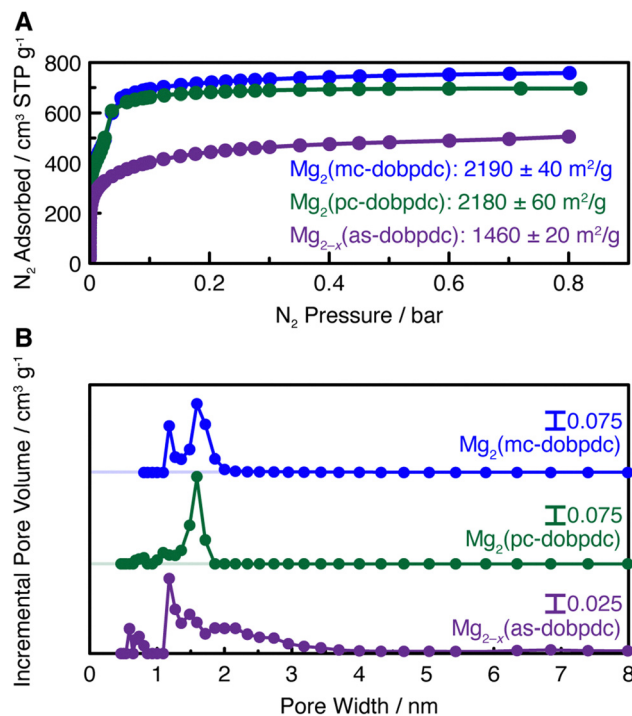 A
N₂ Adsorbed / cm³ STP g⁻¹
800
600
400
200
0
Mg₂(mc-dobpdc): 2190 ± 40 m²/g
Mg₂(pc-dobpdc): 2180 ± 60 m²/g
Mg₂₋ₓ(as-dobpdc): 1460 ± 20 m²/g
0 0.2 0.4 0.6 0.8
N₂ Pressure / bar
B
Incremental Pore Volume / cm³ g⁻¹
0.075
Mg₂(mc-dobpdc)
0.075
Mg₂(pc-dobpdc)
0.025
Mg₂₋ₓ(as-dobpdc)
0 1 2 3 4 5 6 7 8
Pore Width / nm